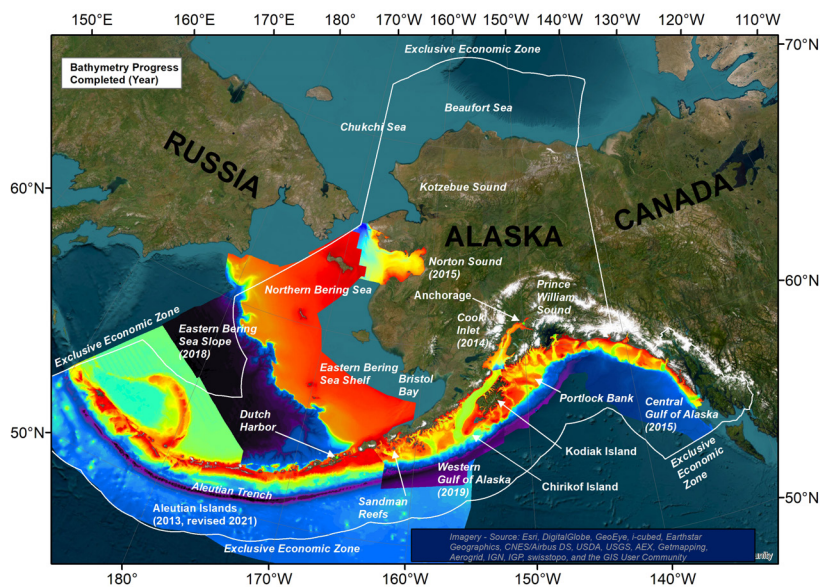 150°E 160°E 170°E 180° 170°W 160°W 150°W 140°W 130°W 120°W 110°W
70°N
60°N
50°N
60°N
50°N
180° 170°W 160°W 150°W 140°W
Bathymetry Progress
Completed (Year)
Exclusive Economic Zone
Beaufort Sea
Chukchi Sea
RUSSIA
Kotzebue Sound
CANADA
ALASKA
Norton Sound
(2015)
Northern Bering Sea
Anchorage
Prince
William
Sound
Cook
Inlet
(2014)
Exclusive Economic Zone
Eastern Bering
Sea Slope
(2018)
Eastern Bering
Sea Shelf
Bristol
Bay
Portlock Bank
Central
Gulf of Alaska
(2015)
Dutch
Harbor
Kodiak Island
Exclusive
Economic
Zone
Western
Gulf of Alaska
(2019)
Chirikof Island
Aleutian Trench
Sandman
Reefs
Aleutian Islands
(2013, revised 2021)
Exclusive Economic Zone
Imagery - Source: Esri, DigitalGlobe, GeoEye, i-cubed, Earthstar
Geographics, CNES/Airbus DS, USDA, USGS, AEX, Getmapping,
Aerogrid, IGN, IGP, swisstopo, and the GIS User Community